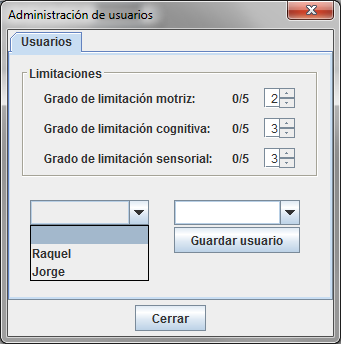 Administración de usuarios
Usuarios
Limitaciones
Grado de limitación motriz: 0/5 2
Grado de limitación cognitiva: 0/5 3
Grado de limitación sensorial: 0/5 3
Guardar usuario
Raquel
Jorge
Cerrar